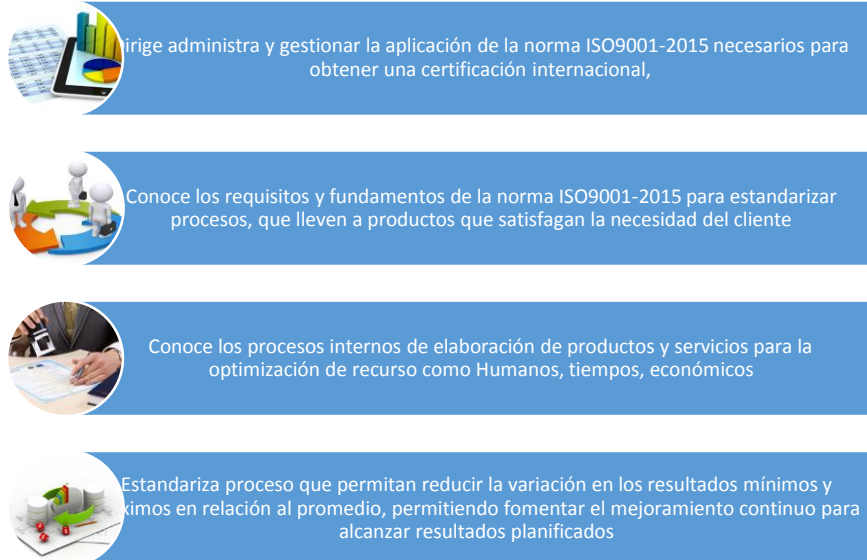 irige administra y gestionar la aplicación de la norma ISO9001-2015 necesarios para
obtener una certificación internacional,
Conoce los requisitos y fundamentos de la norma ISO9001-2015 para estandarizar
procesos, que lleven a productos que satisfagan la necesidad del cliente
Conoce los procesos internos de elaboración de productos y servicios para la
optimización de recurso como Humanos, tiempos, económicos
Estandariza proceso que permitan reducir la variación en los resultados mínimos y
ximos en relación al promedio, permitiendo fomentar el mejoramiento continuo para
alcanzar resultados planificados